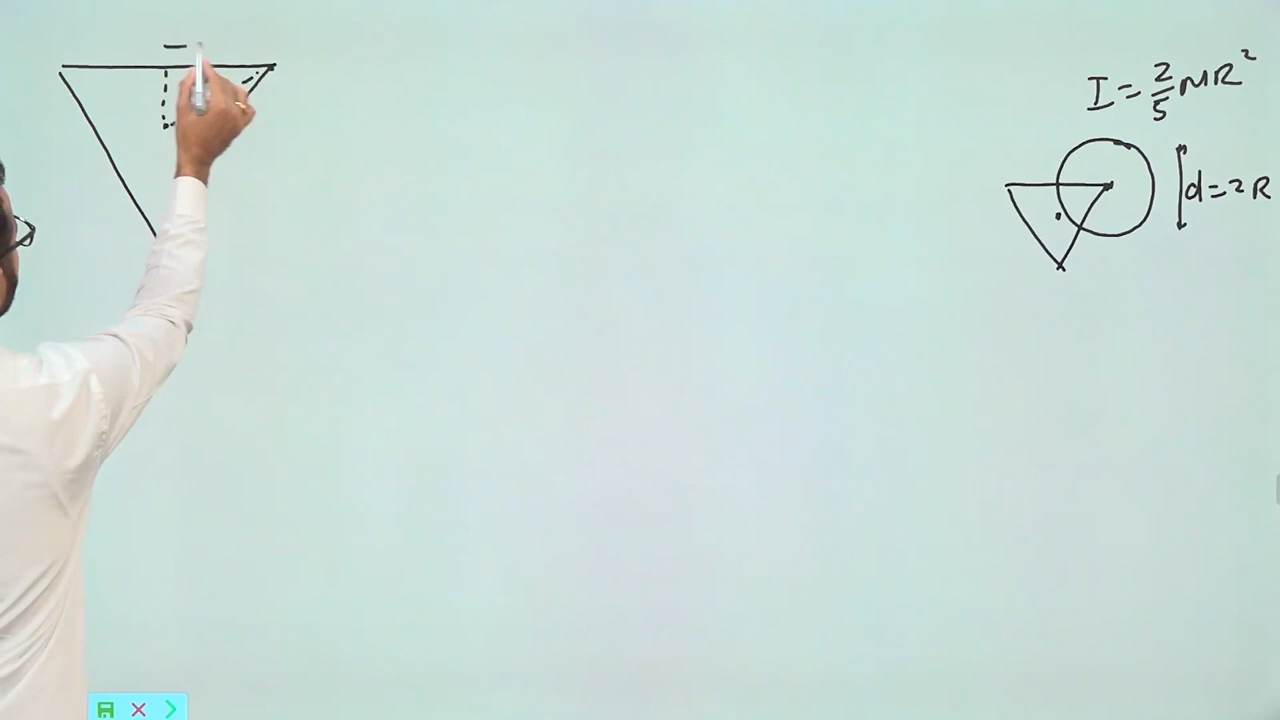 I = 2/5 MR²
d = 2R